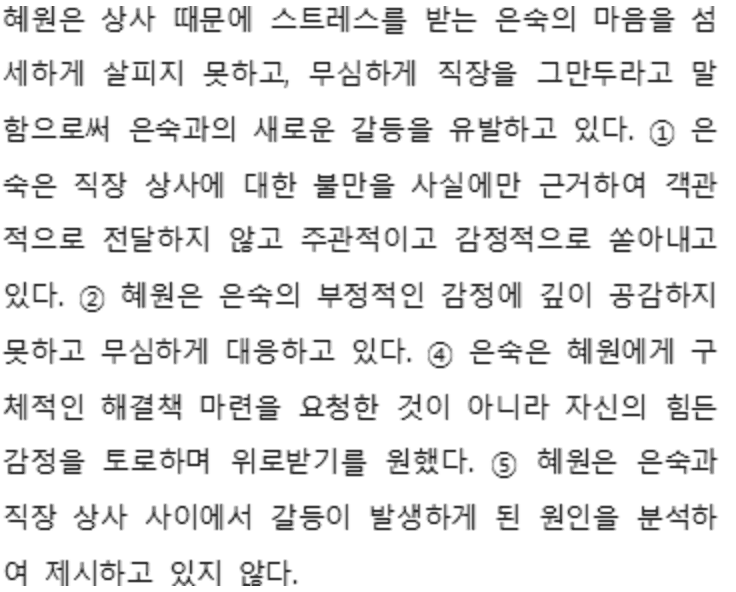 혜원은 상사 때문에 스트레스를 받는 은숙의 마음을 섬
세하게 살피지 못하고, 무심하게 직장을 그만두라고 말
함으로써 은숙과의 새로운 갈등을 유발하고 있다. ① 은
숙은 직장 상사에 대한 불만을 사실에만 근거하여 객관
적으로 전달하지 않고 주관적이고 감정적으로 쏟아내고
있다. ② 혜원은 은숙의 부정적인 감정에 깊이 공감하지
못하고 무심하게 대응하고 있다. ④ 은숙은 혜원에게 구
체적인 해결책 마련을 요청한 것이 아니라 자신의 힘든
감정을 토로하며 위로받기를 원했다. ⑤ 혜원은 은숙과
직장 상사 사이에서 갈등이 발생하게 된 원인을 분석하
여 제시하고 있지 않다.